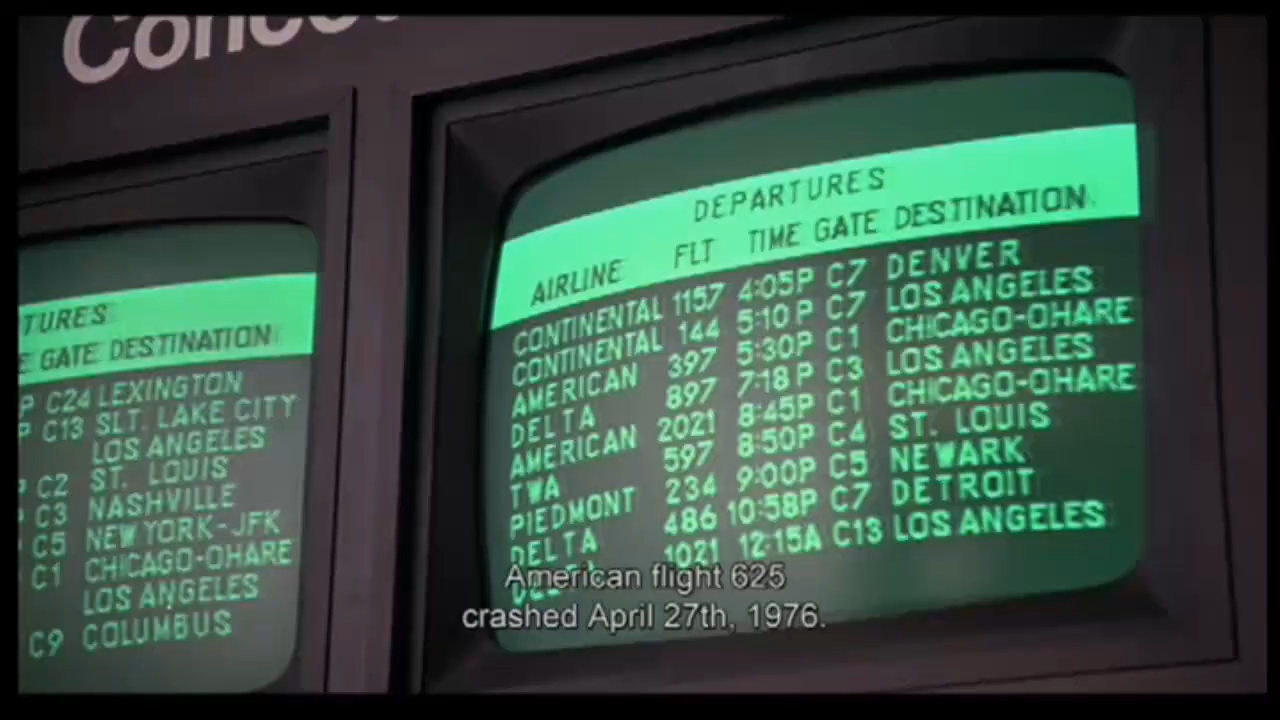 TURES
E GATE DESTINATION
P C24 LEXINGTON
P C13 SLT. LAKE CITY
LOS ANGELES
C2 ST. LOUIS
C3 NASHVILLE
C5 NEW YORK-JFK
C1 CHICAGO-OHARE
LOS ANGELES
C9 COLUMBUS
DEPARTURES
AIRLINE FLT TIME GATE DESTINATION
CONTINENTAL 1157 4:05P C7 DENVER
CONTINENTAL 144 5:10P C7 LOS ANGELES
AMERICAN 397 5:30P C1 CHICAGO-OHARE
DELTA 897 7:18P C3 LOS ANGELES
AMERICAN 2021 8:45P C1 CHICAGO-OHARE
TWA 597 8:50P C4 ST. LOUIS
PIEDMONT 234 9:00P C5 NEWARK
DELTA 486 10:58P C7 DETROIT
1021 12:15A C13 LOS ANGELES
American flight 625
crashed April 27th, 1976.